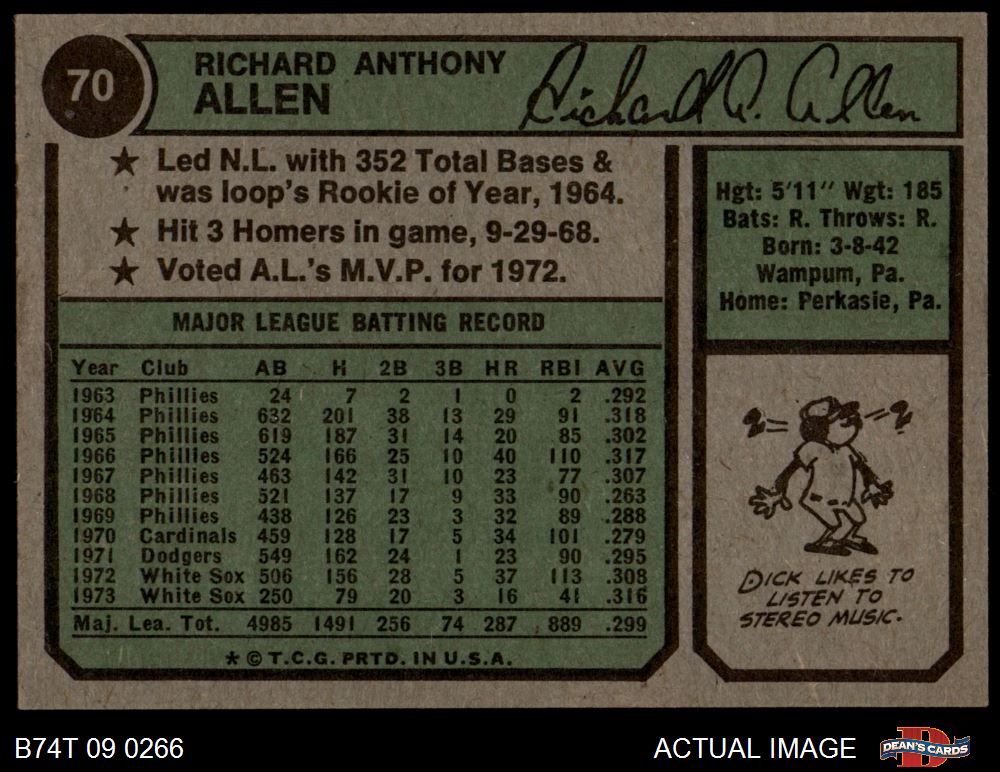 70
RICHARD ANTHONY
ALLEN
Richard A. Allen
★ Led N.L. with 352 Total Bases &
was loop's Rookie of Year, 1964.
★ Hit 3 Homers in game, 9-29-68.
★ Voted A.L.'s M.V.P. for 1972.
Hgt: 5'11" Wgt: 185
Bats: R. Throws: R.
Born: 3-8-42
Wampum, Pa.
Home: Perkasie, Pa.
MAJOR LEAGUE BATTING RECORD
Year Club AB H 2B 3B HR RBI AVG
1963 Phillies 24 7 2 1 0 2 .292
1964 Phillies 632 201 38 13 29 91 .318
1965 Phillies 619 187 31 14 20 85 .302
1966 Phillies 524 166 25 10 40 110 .317
1967 Phillies 463 142 31 10 23 77 .307
1968 Phillies 521 137 17 9 33 90 .263
1969 Phillies 438 126 23 3 32 89 .288
1970 Cardinals 459 128 17 5 34 101 .279
1971 Dodgers 549 162 24 1 23 90 .295
1972 White Sox 506 156 28 5 37 113 .308
1973 White Sox 250 79 20 3 16 41 .316
Maj. Lea. Tot. 4985 1491 256 74 287 889 .299
* © T.C.G. PRTD. IN U.S.A.
DICK LIKES TO
LISTEN TO
STEREO MUSIC.
B74T 09 0266
ACTUAL IMAGE
D
DEAN'S CARDS